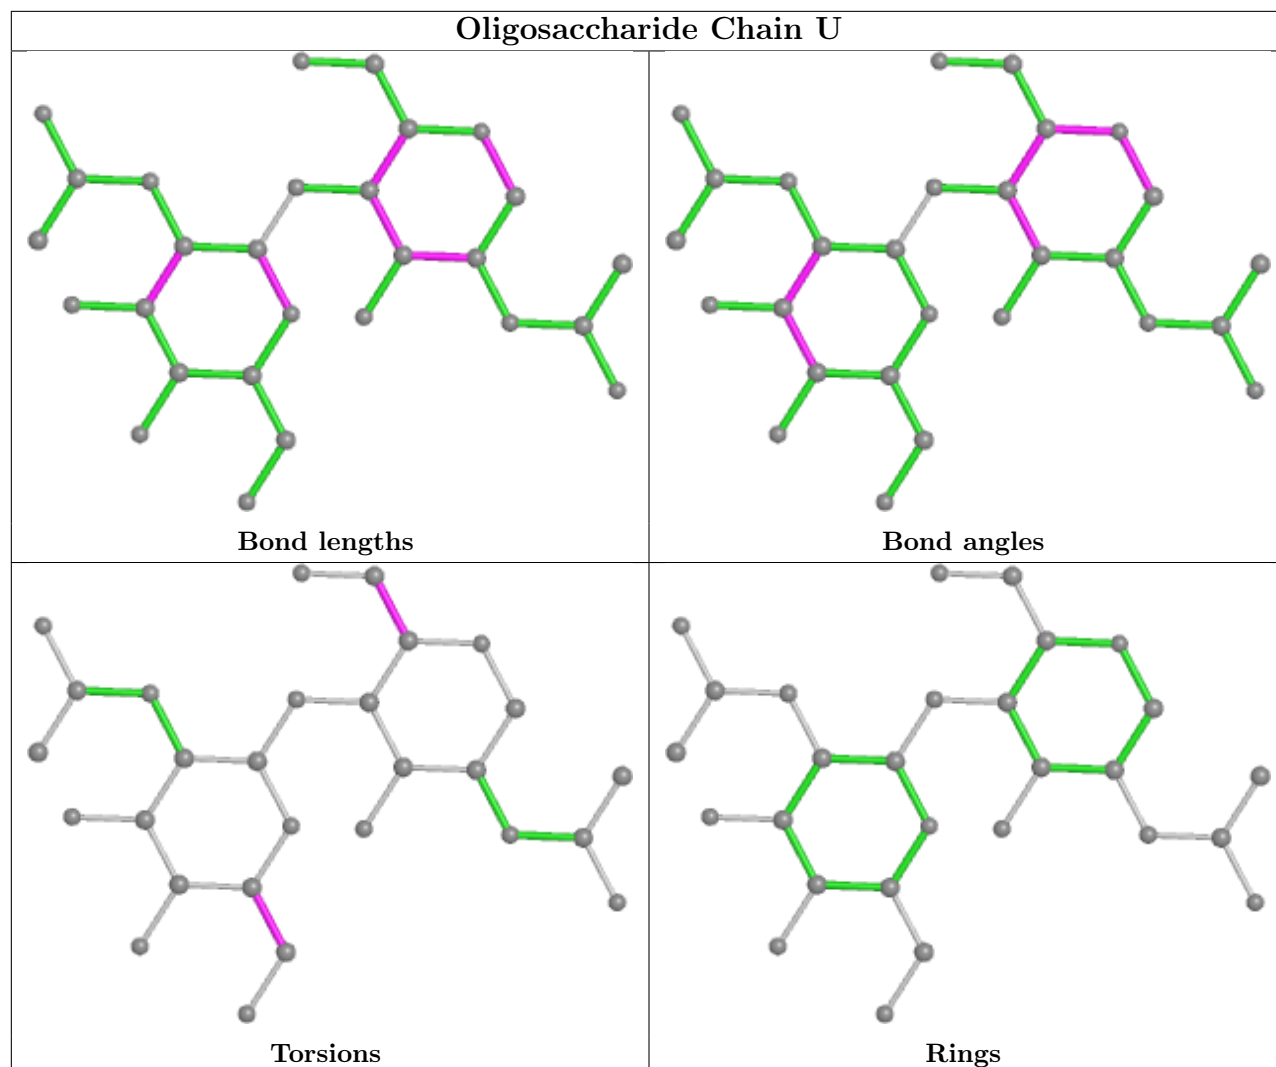 Oligosaccharide Chain U
Bond lengths
Bond angles
Torsions
Rings